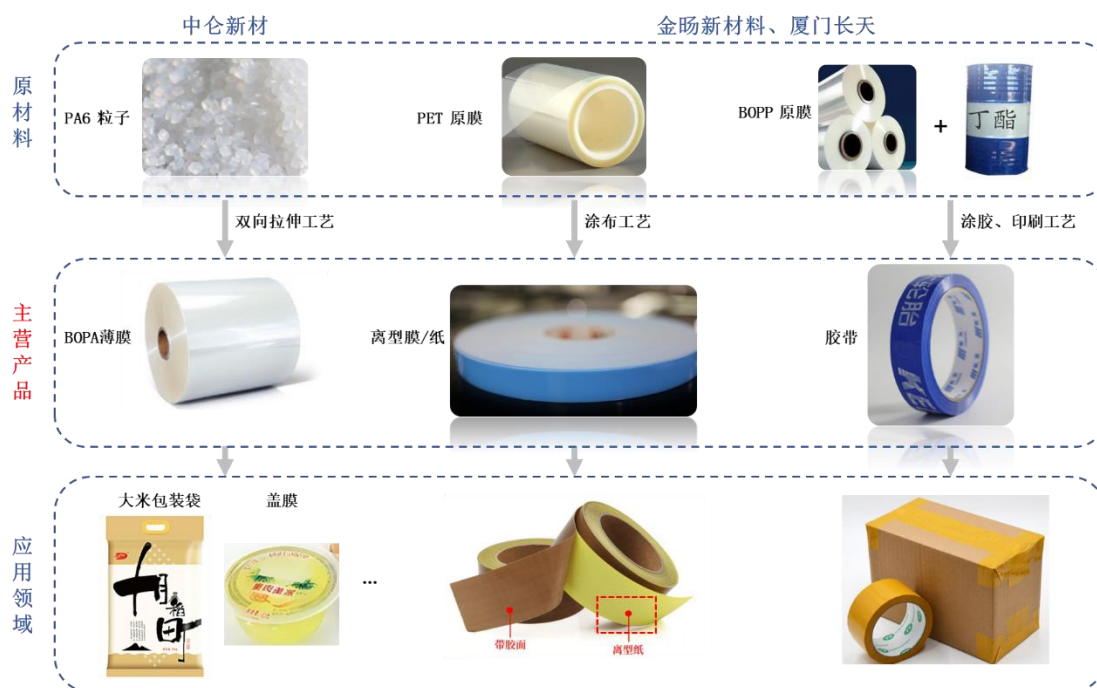 中仑新材
金旸新材料、厦门长天
原材料
PA6 粒子
PET 原膜
BOPP 原膜
+
丁酯
双向拉伸工艺
涂布工艺
涂胶、印刷工艺
主营产品
BOPA薄膜
离型膜/纸
胶带
应用领域
大米包装袋
盖膜
...
带胶面
离型纸